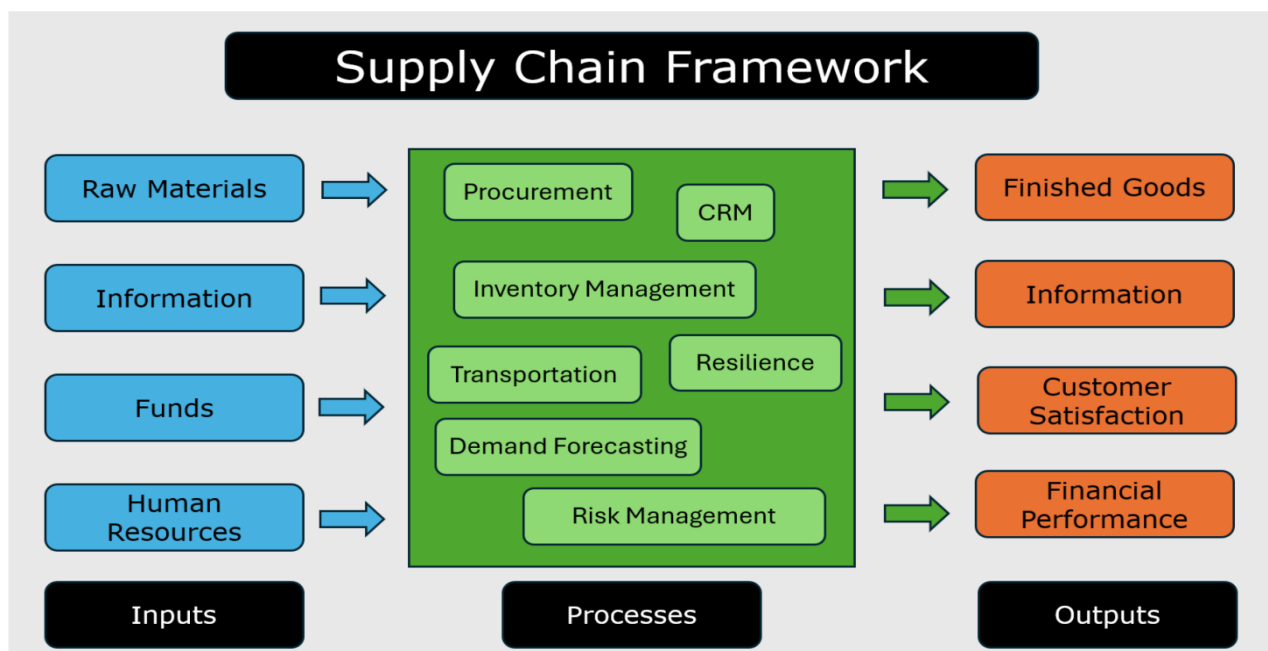 Supply Chain Framework
Raw Materials
Information
Funds
Human
Resources
Inputs
Procurement
CRM
Inventory Management
Transportation
Resilience
Demand Forecasting
Risk Management
Processes
Finished Goods
Information
Customer
Satisfaction
Financial
Performance
Outputs